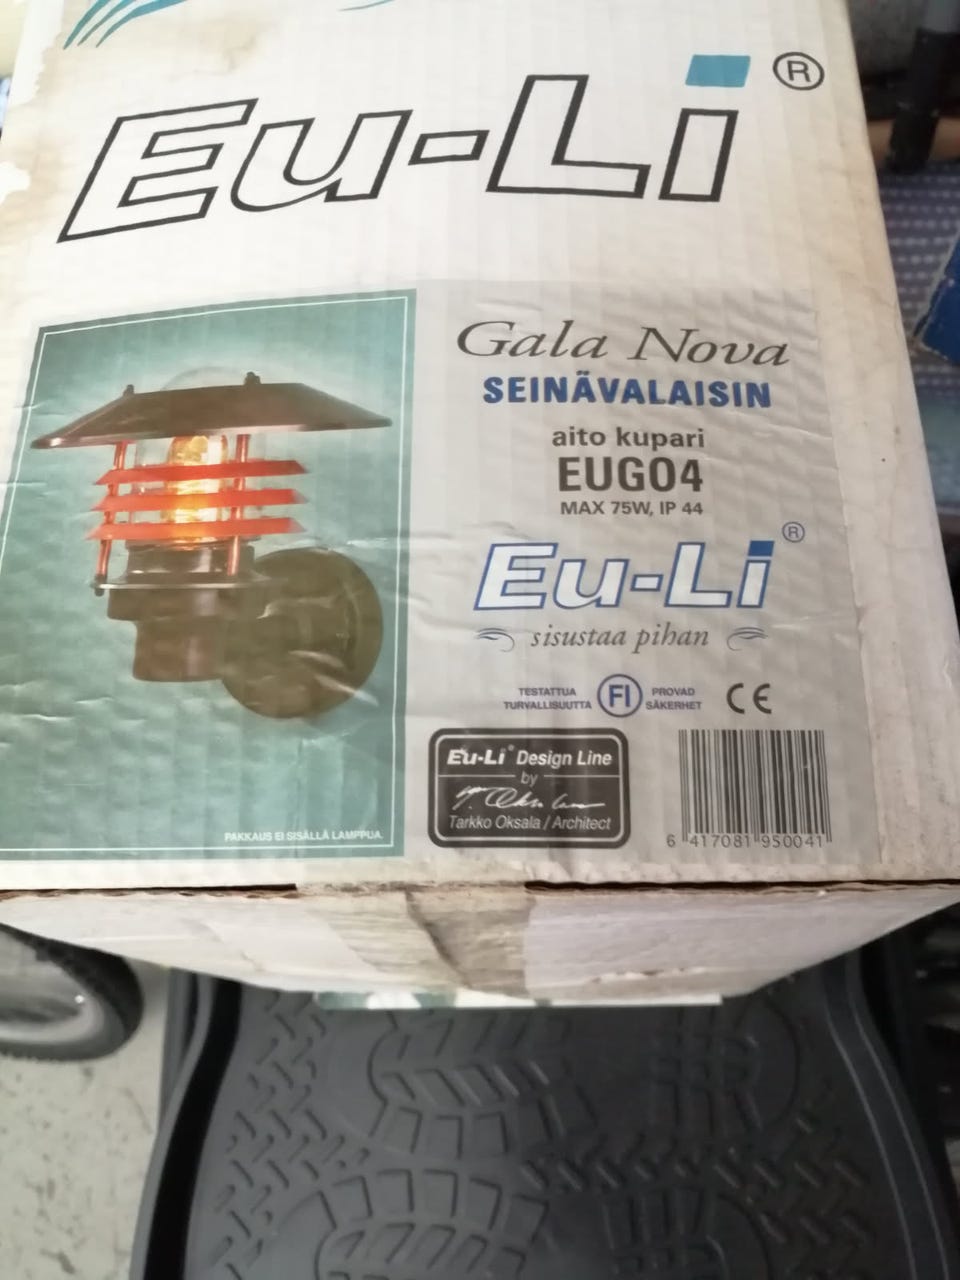 Eu-Li®
Gala Nova
SEINÄVALAISIN
aito kupari
EUG04
MAX 75W, IP 44
Eu-Li®
sisustaa pihan
TESTATTUA TURVALLISUUTTA
FI
PROVAD SÄKERHET
CE
Eu-Li® Design Line
by
Tarkko Oksala / Architect
6 417081 950041
PAKKAUS EI SISÄLLÄ LAMPPUA.